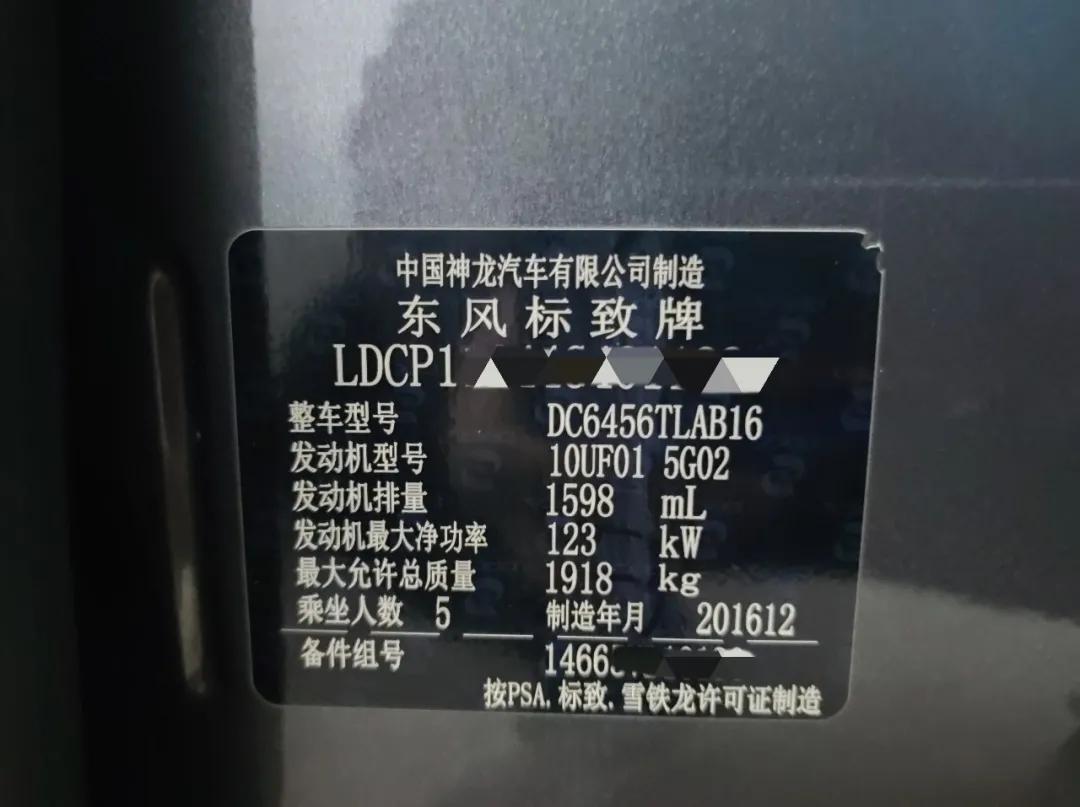 中国神龙汽车有限公司制造
东风标致牌
LDCP1
整车型号 DC6456TLAB16
发动机型号 10UF01 5G02
发动机排量 1598 mL
发动机最大净功率 123 kW
最大允许总质量 1918 kg
乘坐人数 5 制造年月 201612
备件组号 1466
按PSA.标致.雪铁龙许可证制造